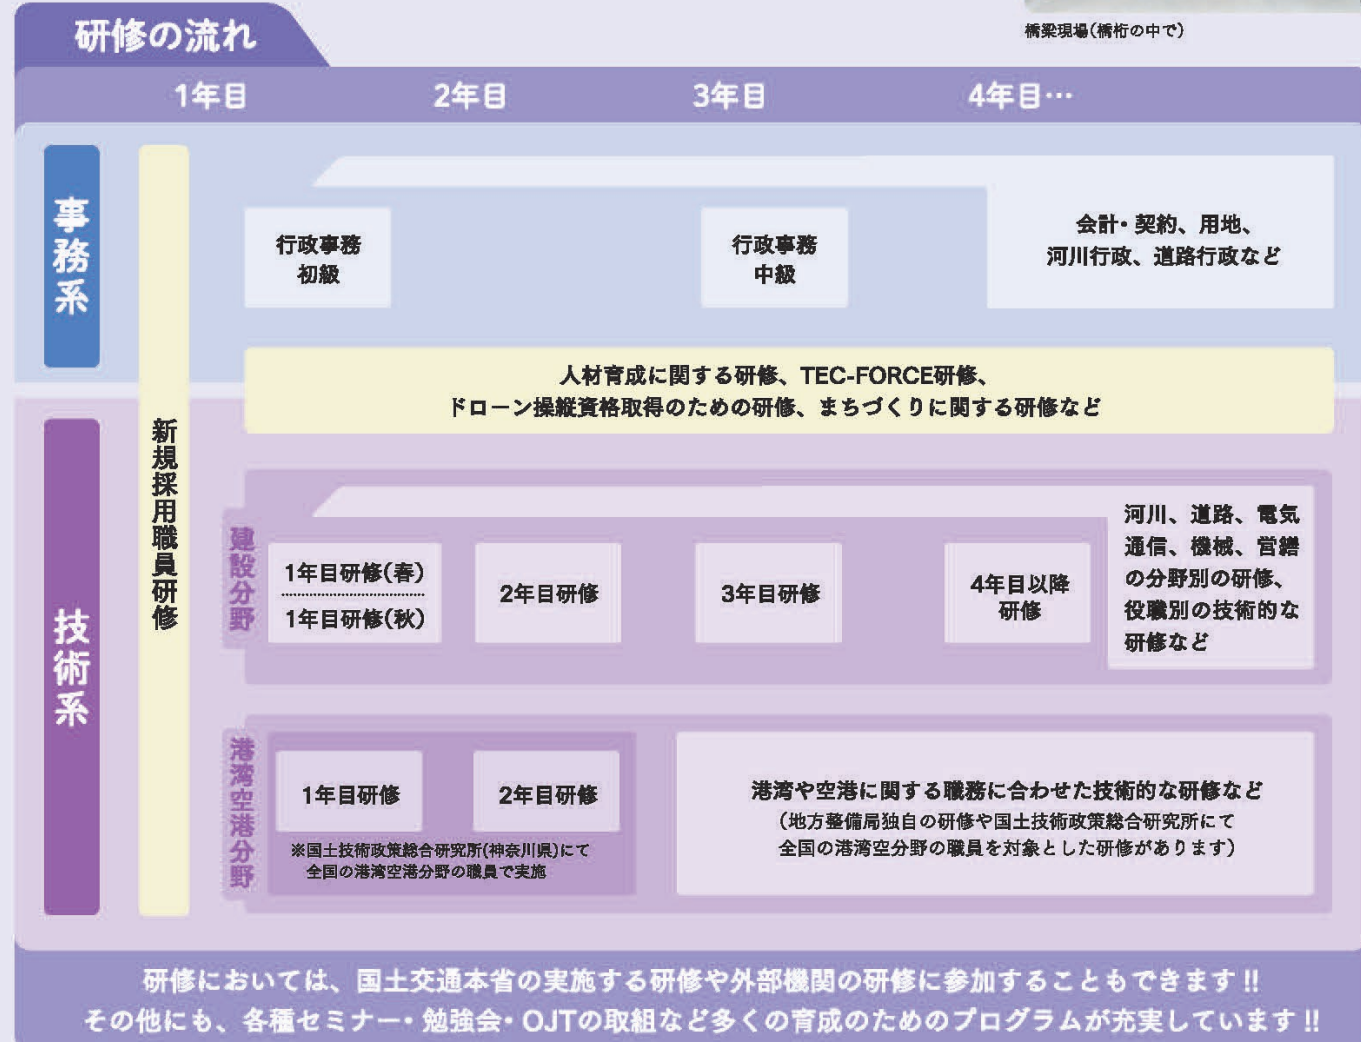 橋梁現場(橋桁の中で)
研修の流れ
1年目
2年目
3年目
4年目…
事務系
新規採用職員研修
行政事務
初級
行政事務
中級
会計・契約、用地、
河川行政、道路行政など
人材育成に関する研修、TEC-FORCE研修、
ドローン操縦資格取得のための研修、まちづくりに関する研修など
技術系
建設分野
1年目研修(春)
1年目研修(秋)
2年目研修
3年目研修
4年目以降
研修
河川、道路、電気
通信、機械、営繕
の分野別の研修、
役職別の技術的な
研修など
港湾空港分野
1年目研修
2年目研修
※国土技術政策総合研究所(神奈川県)にて
全国の港湾空港分野の職員で実施
港湾や空港に関する職務に合わせた技術的な研修など
(地方整備局独自の研修や国土技術政策総合研究所にて
全国の港湾空分野の職員を対象とした研修があります)
研修においては、国土交通本省の実施する研修や外部機関の研修に参加することもできます!!
その他にも、各種セミナー・勉強会・OJTの取組など多くの育成のためのプログラムが充実しています!!